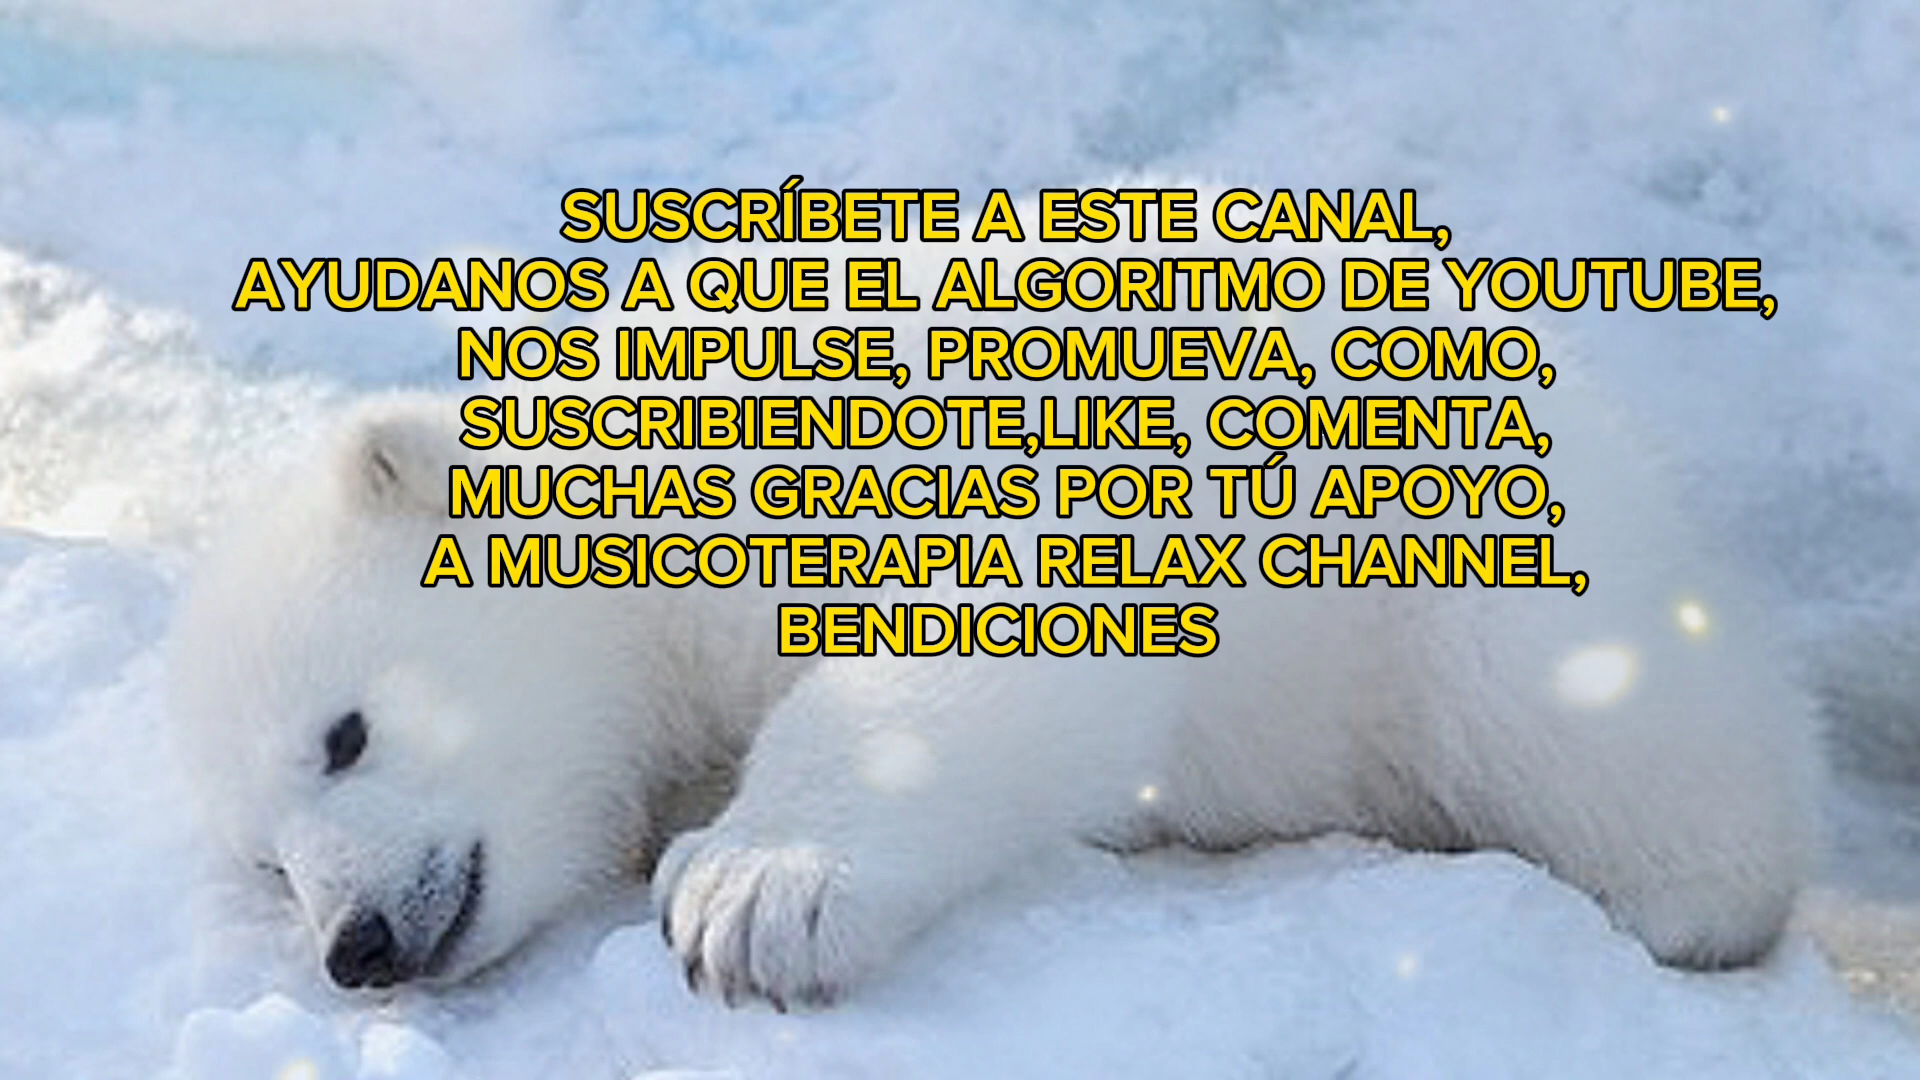 SUSCRÍBETE A ESTE CANAL,
AYUDANOS A QUE EL ALGORITMO DE YOUTUBE,
NOS IMPULSE, PROMUEVA, COMO,
SUSCRIBIENDOTE,LIKE, COMENTA,
MUCHAS GRACIAS POR TÚ APOYO,
A MUSICOTERAPIA RELAX CHANNEL,
BENDICIONES